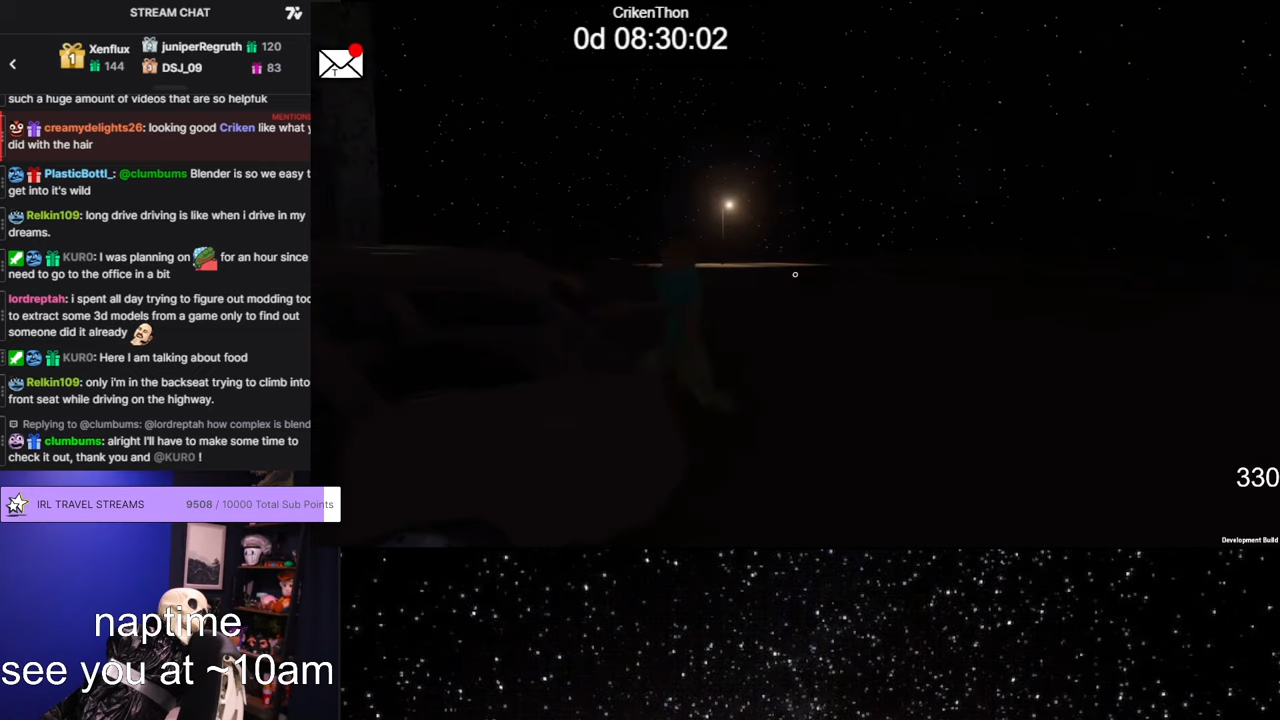 STREAM CHAT
1 Xenflux 144
2 juniperRegruth 120
3 DSJ_09 83
such a huge amount of videos that are so helpfuk
MENTIONS
creamydelights26: looking good Criken like what y
did with the hair
PlasticBottl_: @clumbums Blender is so we easy t
get into it's wild
Relkin109: long drive driving is like when i drive in my
dreams.
KUR0: I was planning on for an hour since
need to go to the office in a bit
lordreptah: i spent all day trying to figure out modding too
to extract some 3d models from a game only to find out
someone did it already
KUR0: Here I am talking about food
Relkin109: only i'm in the backseat trying to climb into
front seat while driving on the highway.
Replying to @clumbums: @lordreptah how complex is blend
clumbums: alright I'll have to make some time to
check it out, thank you and @KUR0 !
IRL TRAVEL STREAMS 9508 / 10000 Total Sub Points
naptime
see you at ~10am
CrikenThon
0d 08:30:02
T
330
Development Build